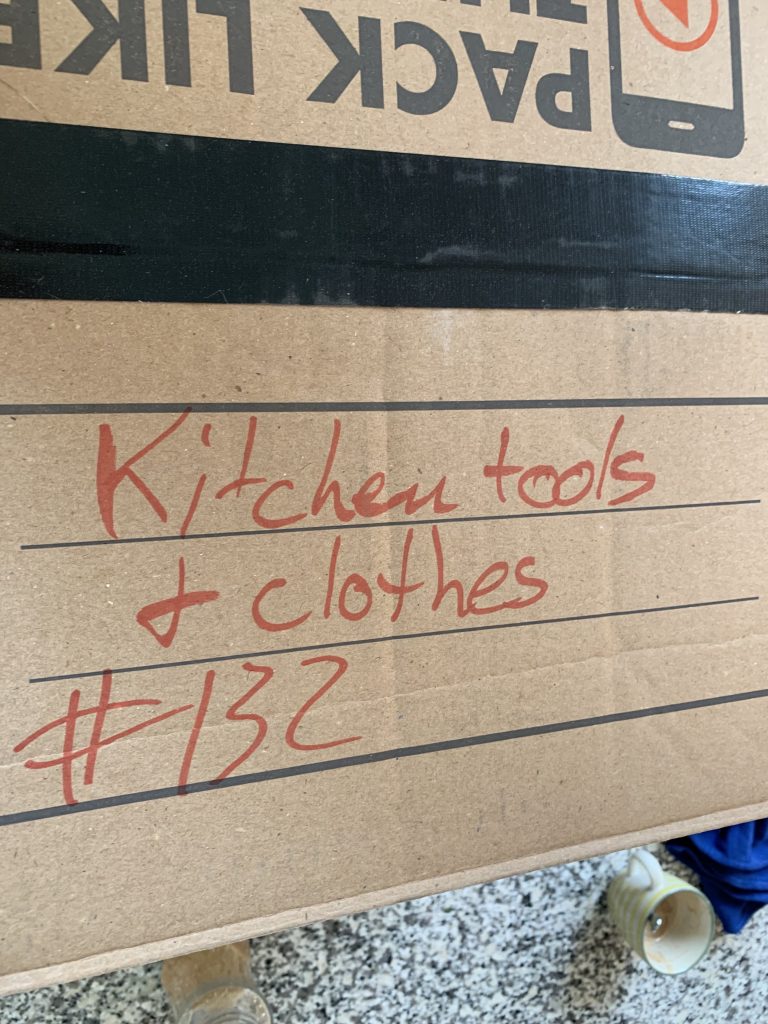 PACK LIKE
Kitchen tools
& clothes
#132